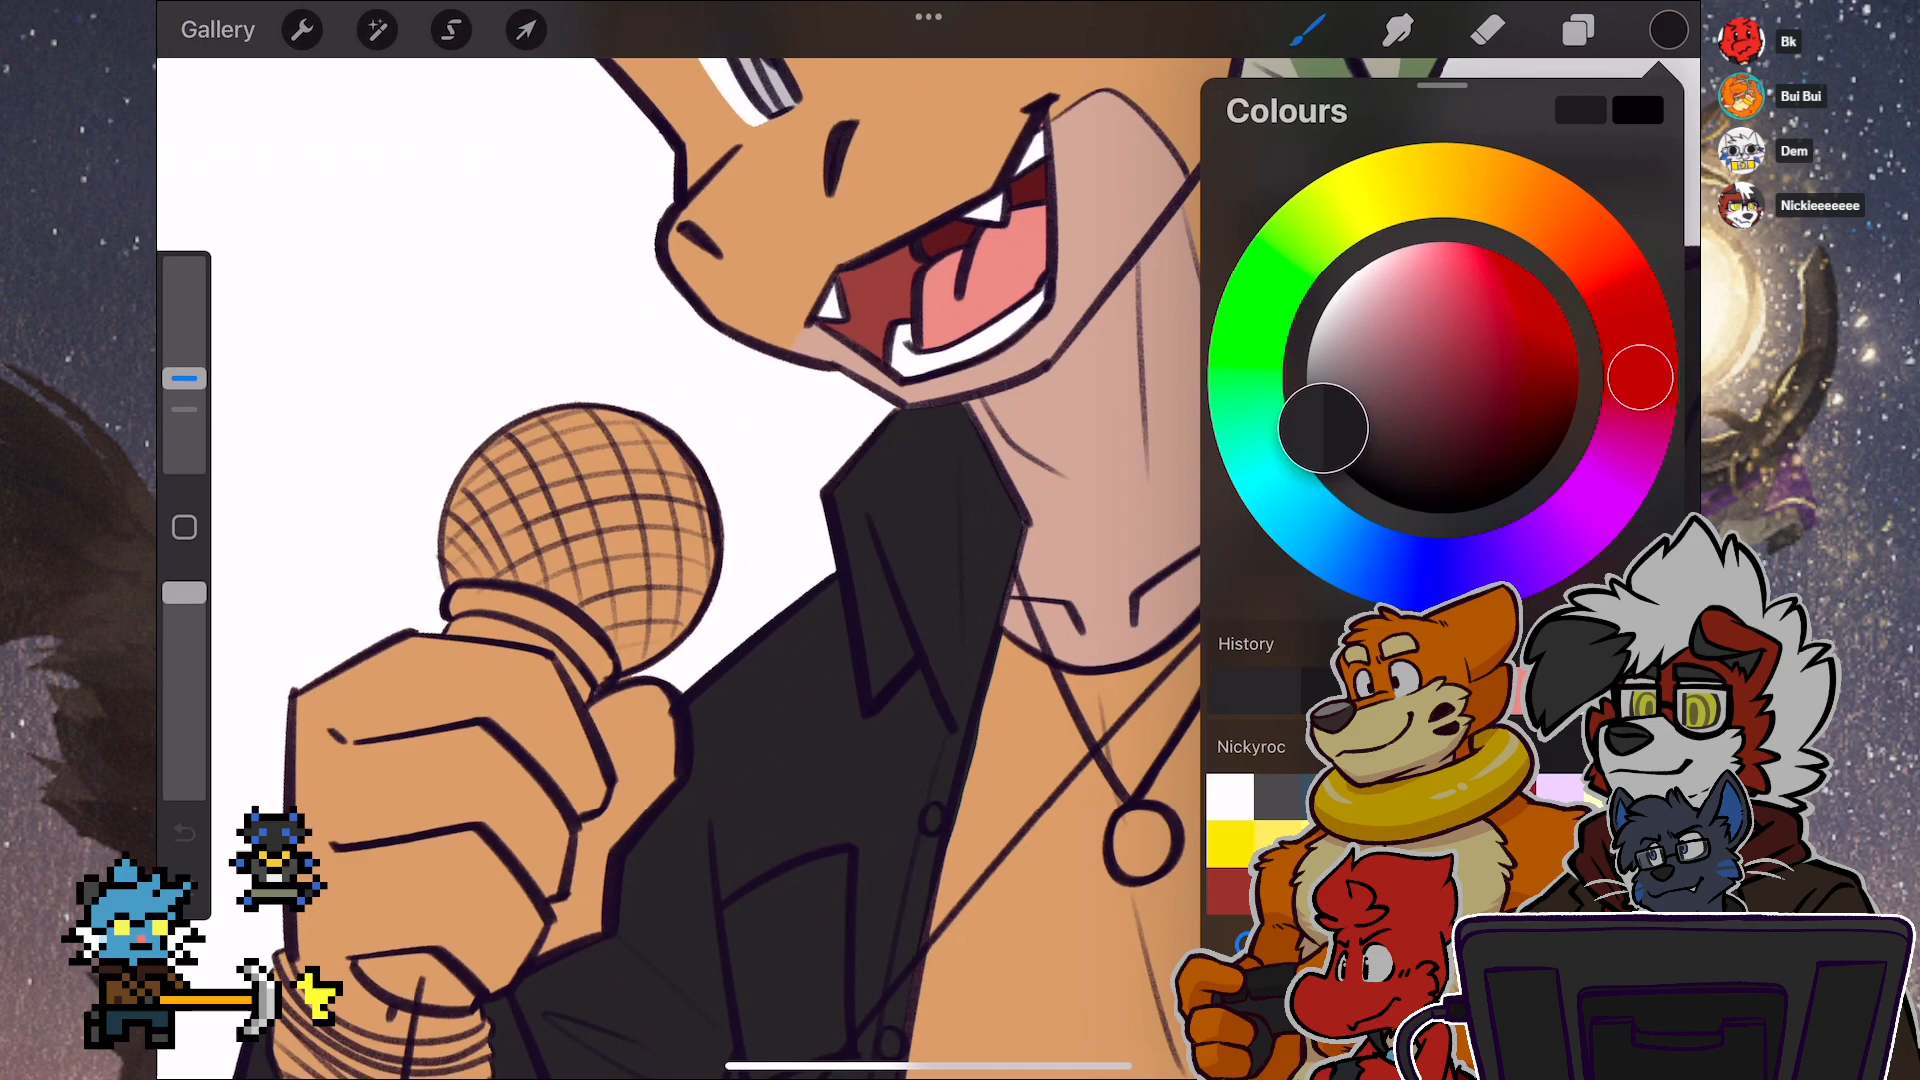 Gallery
Colours
History
Nickyroc
Bk
Bui Bui
Dem
Nickieeeeeee